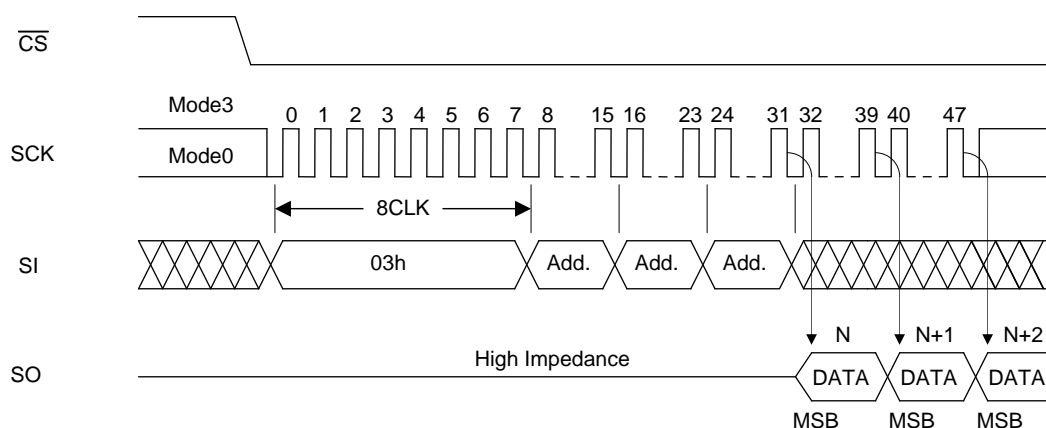 CS
Mode3
0 1 2 3 4 5 6 7 8 15 16 23 24 31 32 39 40 47
SCK
Mode0
8CLK
SI
03h Add. Add. Add.
N N+1 N+2
High Impedance
SO
DATA DATA DATA
MSB MSB MSB